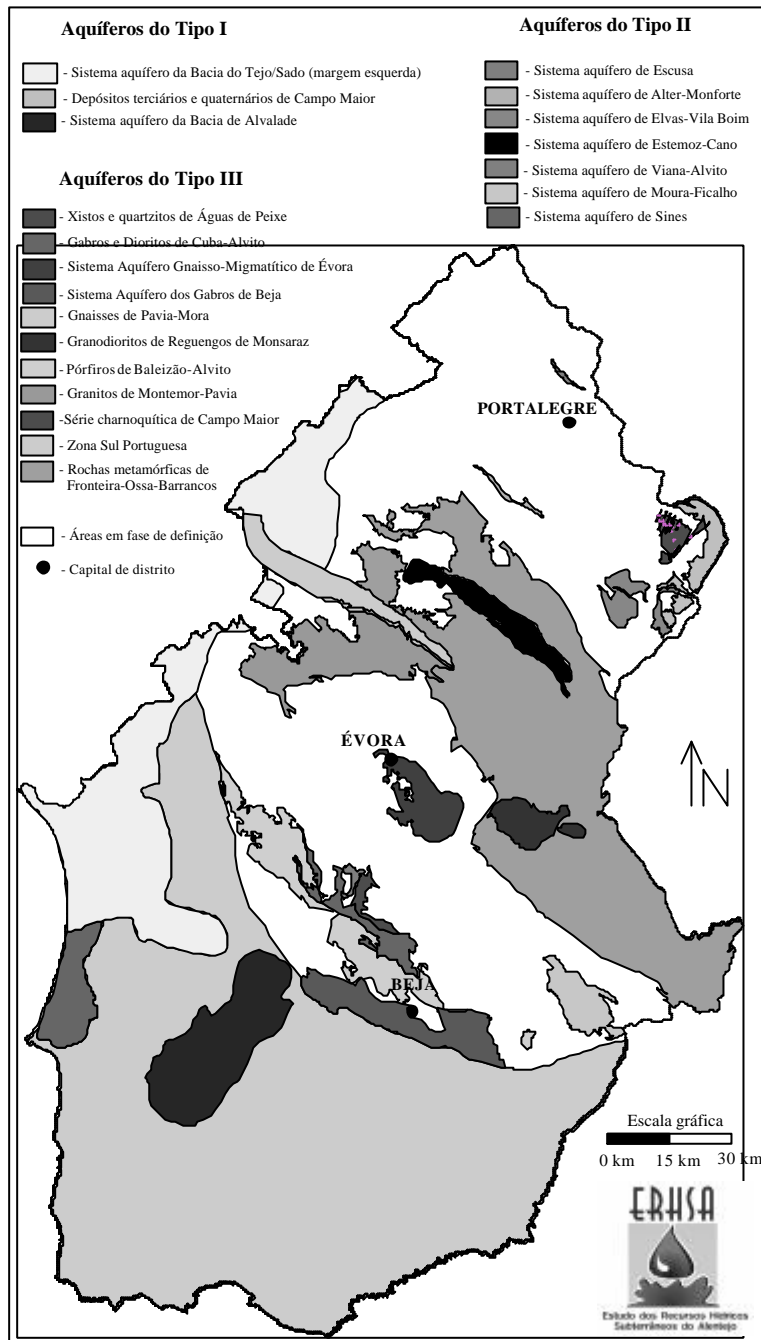 Aquíferos do Tipo I
- Sistema aquífero da Bacia do Tejo/Sado (margem esquerda)
- Depósitos terciários e quaternários de Campo Maior
- Sistema aquífero da Bacia de Alvalade
Aquíferos do Tipo II
- Sistema aquífero de Escusa
- Sistema aquífero de Alter-Monforte
- Sistema aquífero de Elvas-Vila Boim
- Sistema aquífero de Estemoz-Cano
- Sistema aquífero de Viana-Alvito
- Sistema aquífero de Moura-Ficalho
- Sistema aquífero de Sines
Aquíferos do Tipo III
- Xistos e quartzitos de Águas de Peixe
- Gabros e Dioritos de Cuba-Alvito
- Sistema Aquífero Gnaisso-Migmatítico de Évora
- Sistema Aquífero dos Gabros de Beja
- Gnaisses de Pavia-Mora
- Granodioritos de Reguengos de Monsaraz
- Pórfiros de Baleizão-Alvito
- Granitos de Montemor-Pavia
-Série charnoquítica de Campo Maior
- Zona Sul Portuguesa
- Rochas metamórficas de
Fronteira-Ossa-Barrancos
- Áreas em fase de definição
- Capital de distrito
PORTALEGRE
ÉVORA
N
BEJA
Escala gráfica
0 km 15 km 30 km
ERHSA
Estudo dos Recursos Hídricos
Subterrâneos do Alentejo